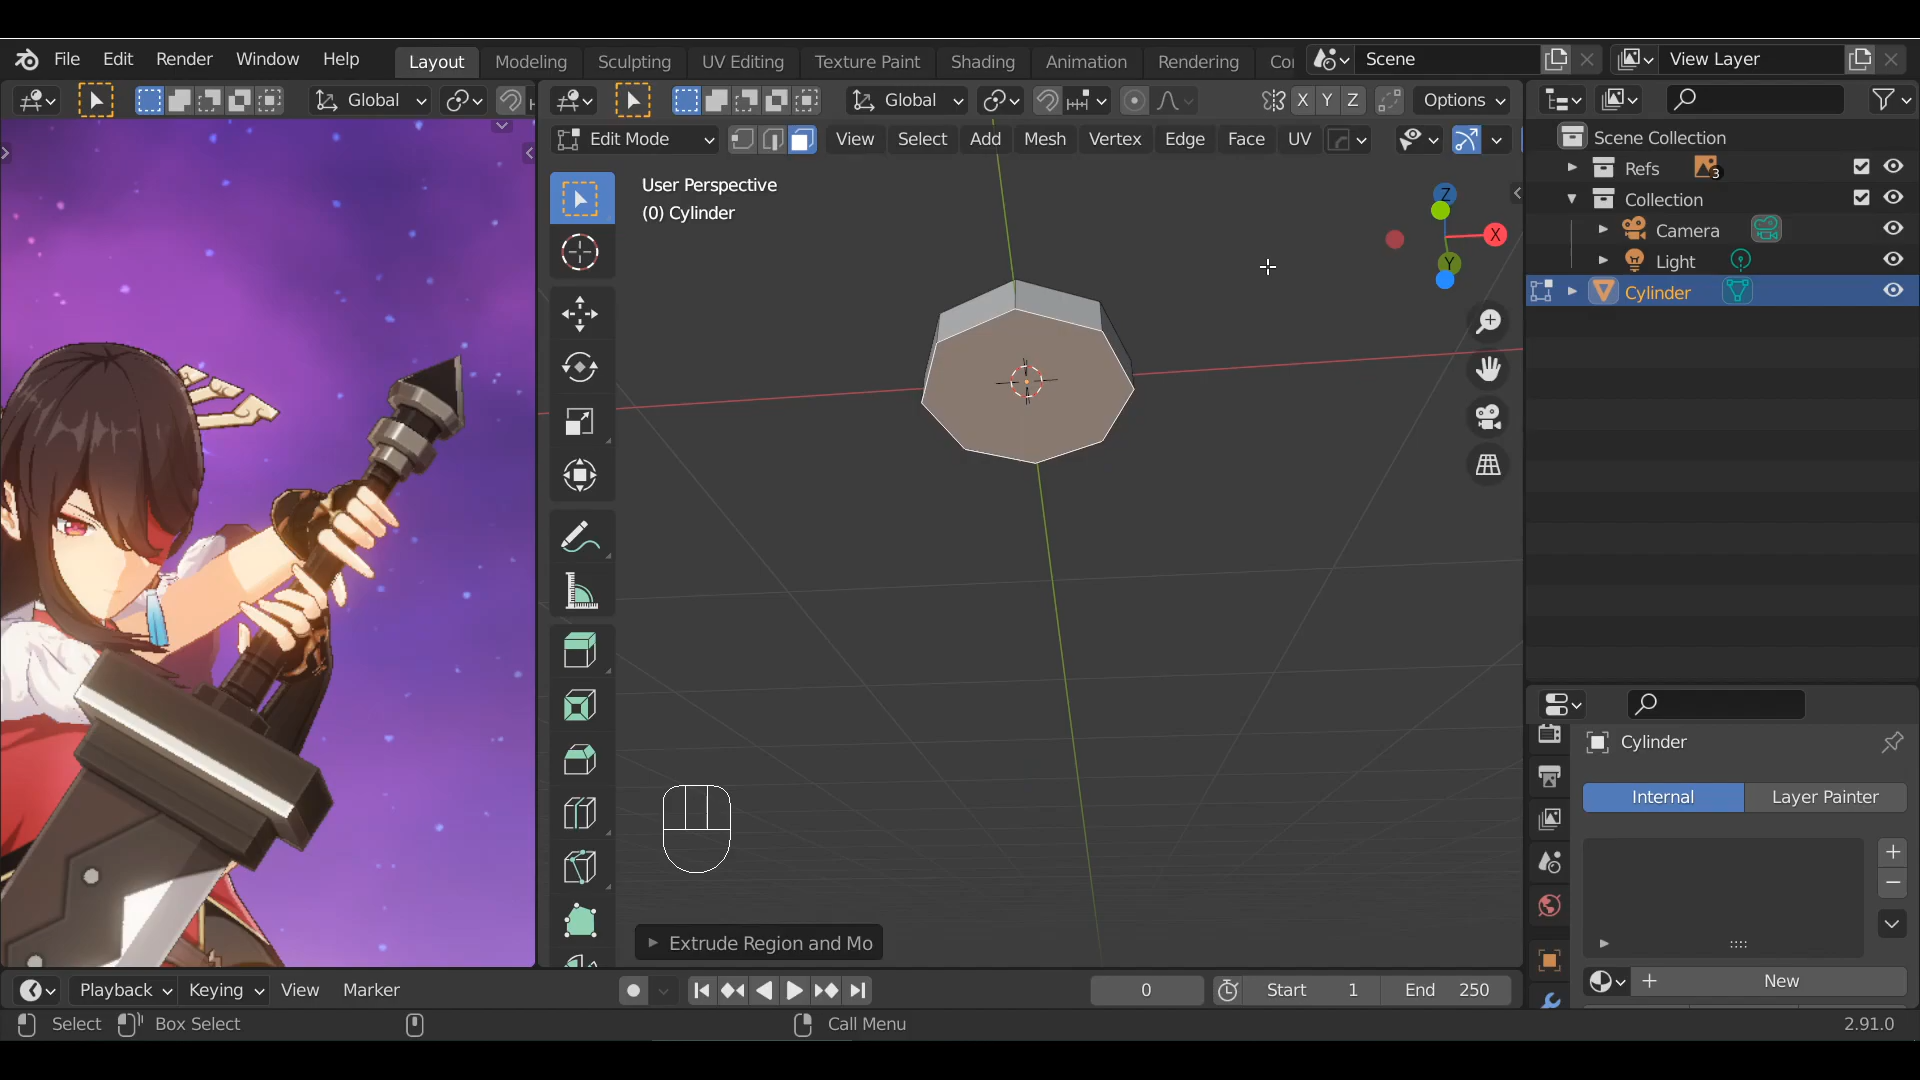 File Edit Render Window Help Layout Modeling Sculpting UV Editing Texture Paint Shading Animation Rendering Co Scene View Layer
Global Global X Y Z Options
Edit Mode View Select Add Mesh Vertex Edge Face UV
Scene Collection
Refs 3
Collection
Camera
Light
Cylinder
User Perspective
(0) Cylinder
Z
X
Y
Extrude Region and Mo
Cylinder
Internal Layer Painter
New
Playback Keying View Marker 0 Start 1 End 250
Select Box Select Call Menu 2.91.0